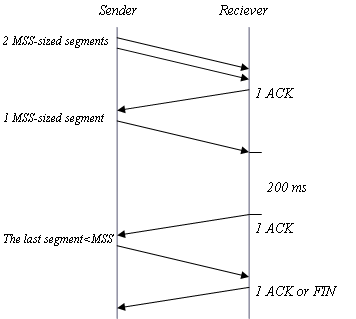 Sender Reciever
2 MSS-sized segments
1 ACK
1 MSS-sized segment
200 ms
1 ACK
The last segment<MSS
1 ACK or FIN